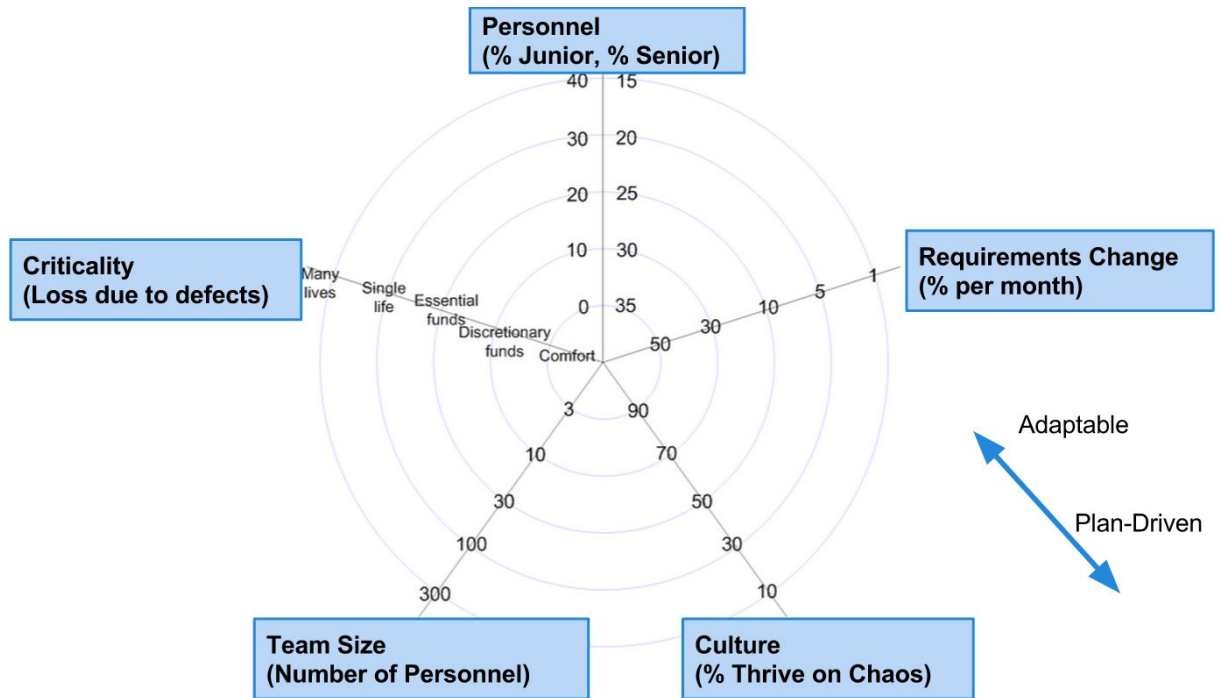 Personnel
(% Junior, % Senior)
40 15
30 20
20 25
10 30
0 35
Criticality
(Loss due to defects)
Many
lives
Single
life
Essential
funds
Discretionary
funds
Comfort
Requirements Change
(% per month)
1
5
10
30
50
Adaptable
Plan-Driven
3
10
30
100
300
90
70
50
30
10
Team Size
(Number of Personnel)
Culture
(% Thrive on Chaos)